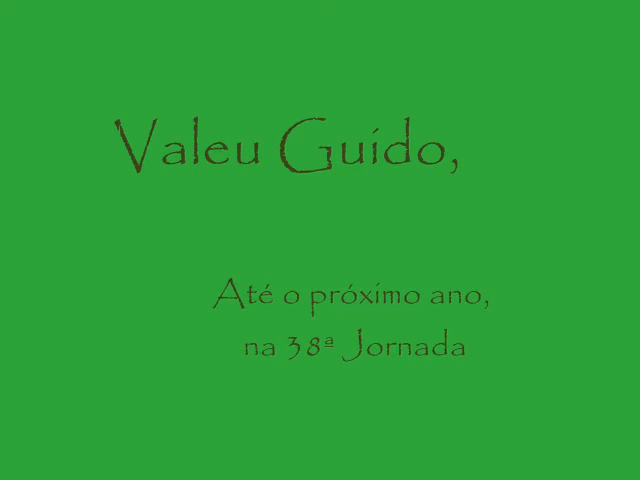 Valeu Guido,
Até o próximo ano,
na 38ª Jornada